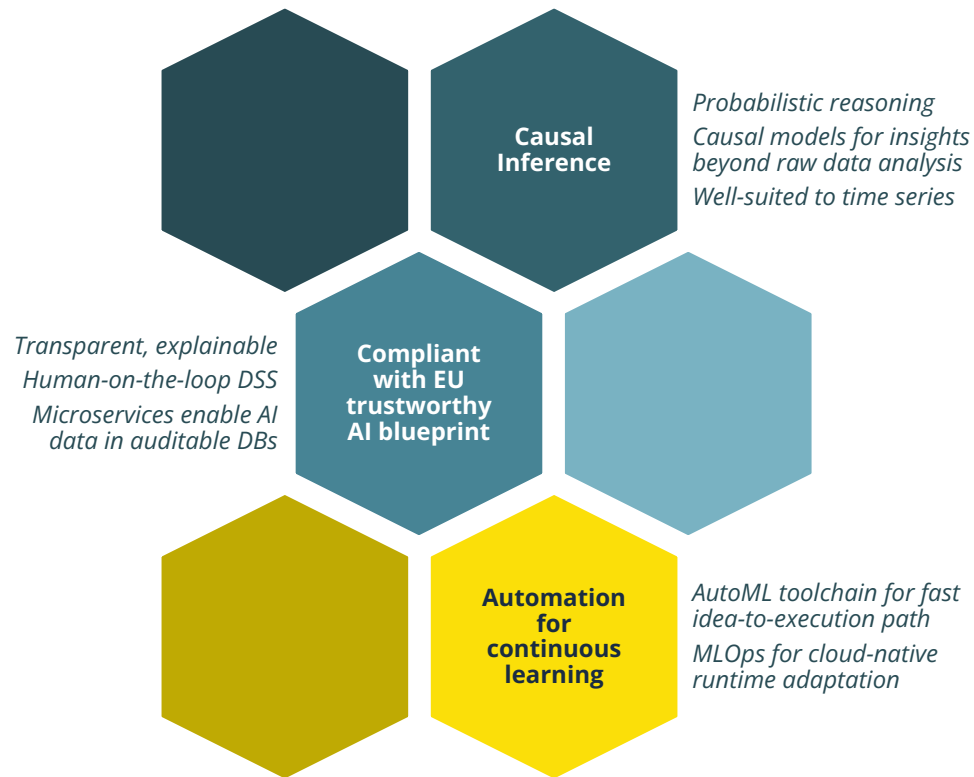 Causal
Inference
Probabilistic reasoning
Causal models for insights
beyond raw data analysis
Well-suited to time series
Transparent, explainable
Human-on-the-loop DSS
Microservices enable AI
data in auditable DBs
Compliant
with EU
trustworthy
AI blueprint
Automation
for
continuous
learning
AutoML toolchain for fast
idea-to-execution path
MLOps for cloud-native
runtime adaptation